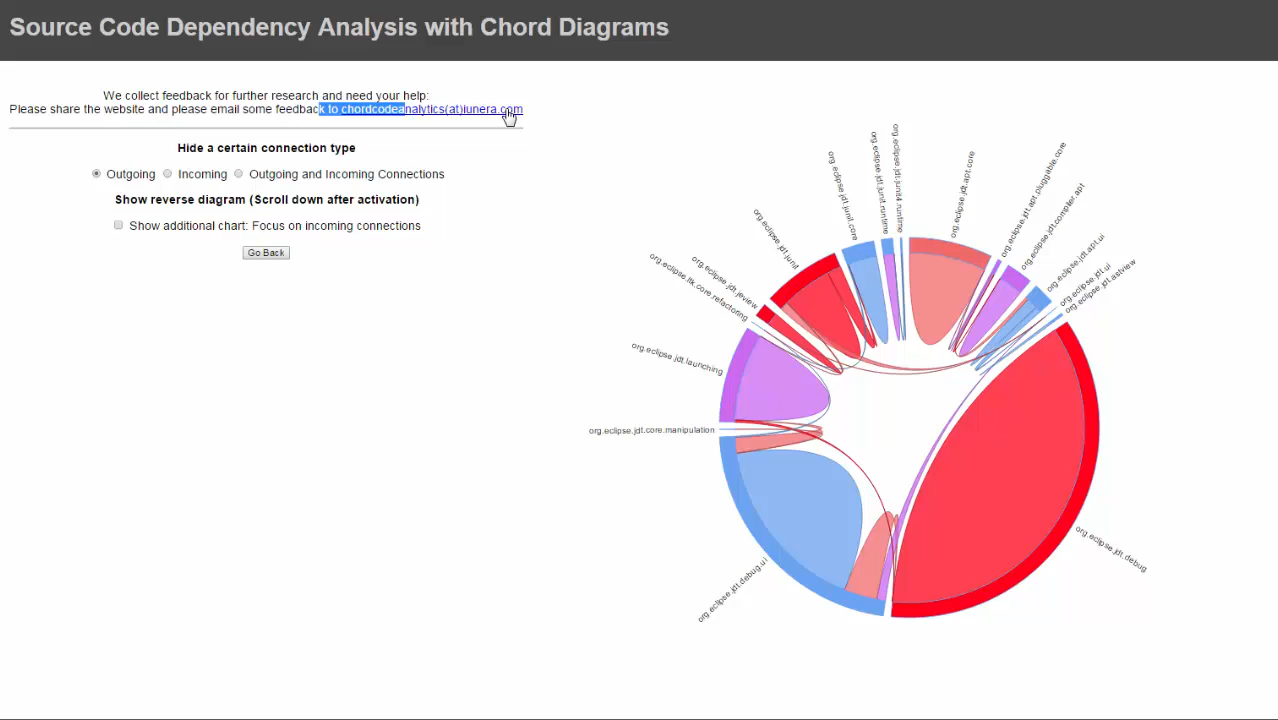 Source Code Dependency Analysis with Chord Diagrams
We collect feedback for further research and need your help:
Please share the website and please email some feedback to chordcodeanalytics(at)iunera.com
Hide a certain connection type
Outgoing Incoming Outgoing and Incoming Connections
Show reverse diagram (Scroll down after activation)
Show additional chart: Focus on incoming connections
Go Back
org.eclipse.jdt.apt.core
org.eclipse.jdt.apt.pluggable.core
org.eclipse.jdt.compiler.apt
org.eclipse.jdt.apt.ui
org.eclipse.jdt.ui
org.eclipse.jdt.astview
org.eclipse.jdt.debug
org.eclipse.jdt.debug.ui
org.eclipse.jdt.core.manipulation
org.eclipse.jdt.launching
org.eclipse.ltk.core.refactoring
org.eclipse.jdt.jeview
org.eclipse.jdt.junit
org.eclipse.jdt.junit.core
org.eclipse.jdt.junit.runtime
org.eclipse.jdt.junit4.runtime